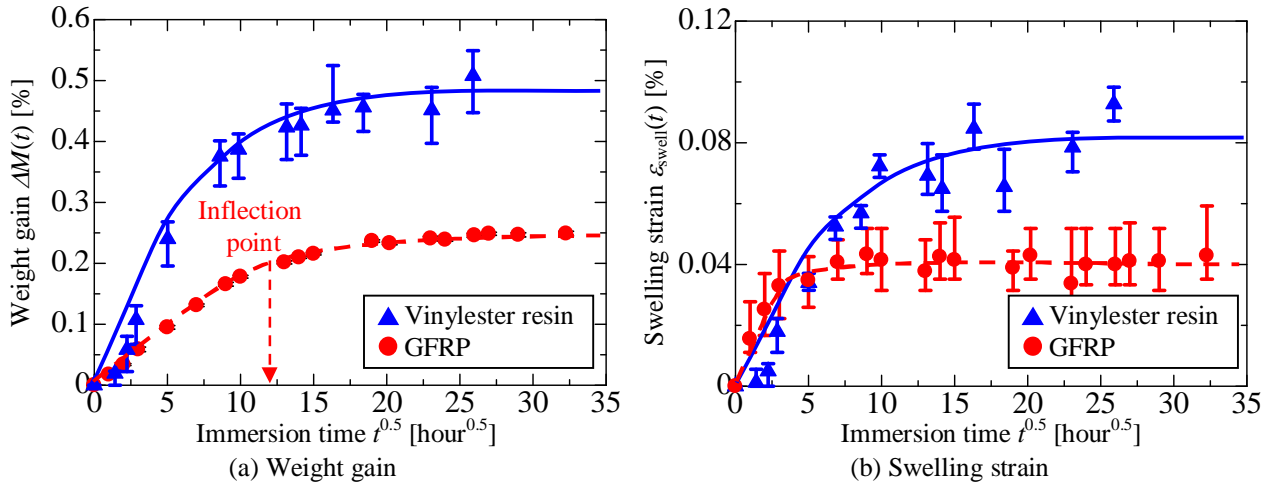 0.6
0.5
0.4
0.3
0.2
0.1
0
Weight gain ΔM(t) [%]
Inflection
point
Vinylester resin
GFRP
0 5 10 15 20 25 30 35
Immersion time t^0.5 [hour^0.5]
(a) Weight gain
0.12
0.08
0.04
0
Swelling strain ε_swell(t) [%]
Vinylester resin
GFRP
0 5 10 15 20 25 30 35
Immersion time t^0.5 [hour^0.5]
(b) Swelling strain